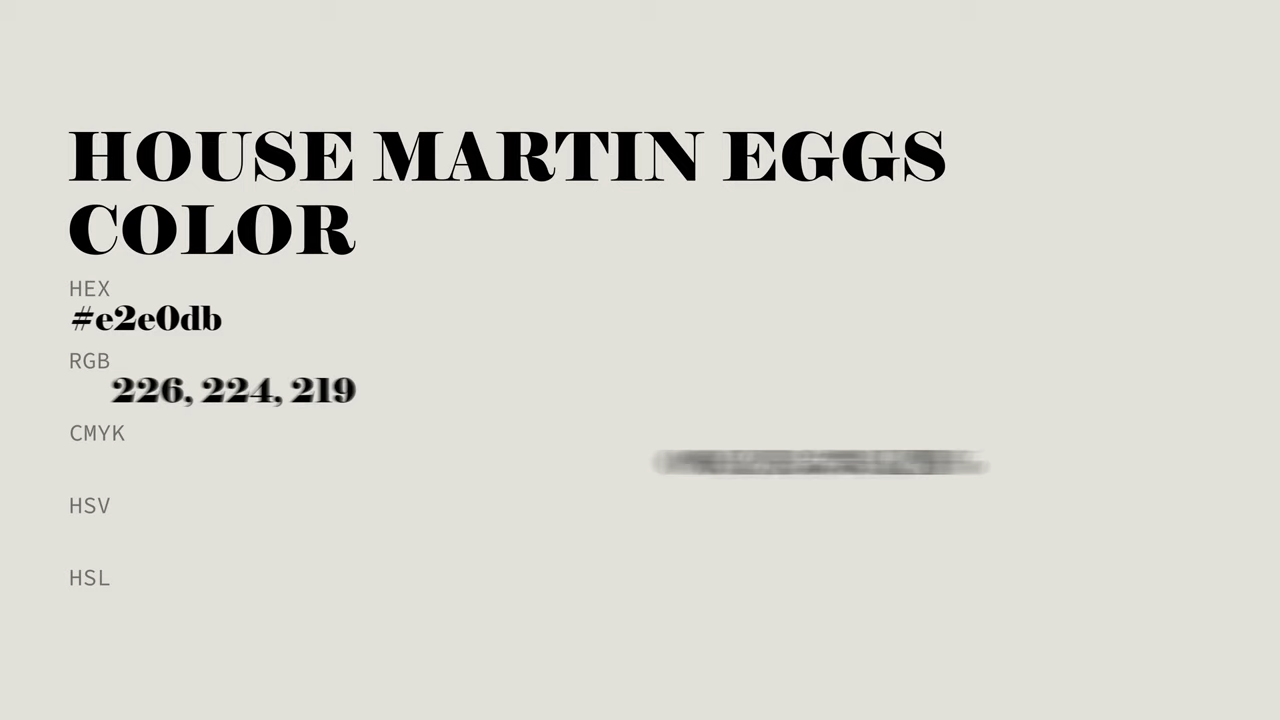 HOUSE MARTIN EGGS
COLOR
HEX
#e2e0db
RGB
226, 224, 219
CMYK
HSV
HSL